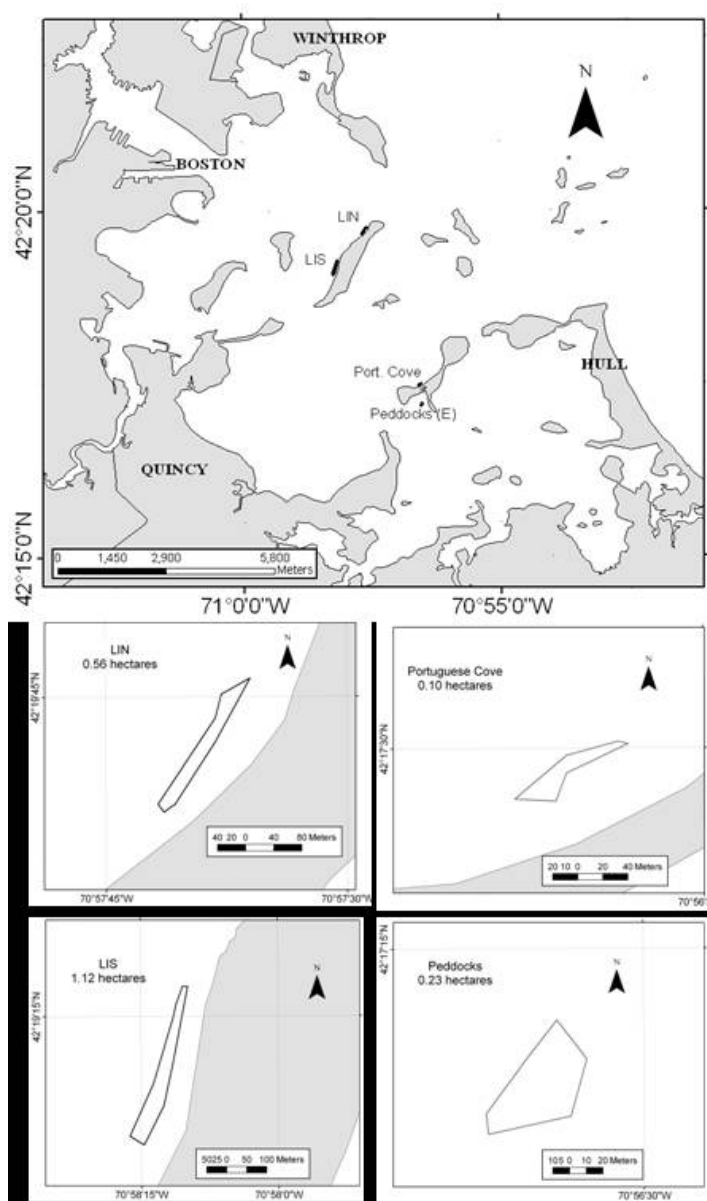 WINTHROP
N
BOSTON
42°20'0"N
LIN
LIS
HULL
Port. Cove
Peddocks (E)
QUINCY
42°15'0"N
0 1,450 2,900 5,800
Meters
71°0'0"W 70°55'0"W
LIN
0.56 hectares
N
42°19'45"N
40 20 0 40 80 Meters
70°57'45"W 70°57'30"W
Portuguese Cove
0.10 hectares
N
42°17'30"N
20 10 0 20 40 Meters
70°56'
LIS
1.12 hectares
N
42°19'15"N
5025 0 50 100 Meters
70°58'15"W 70°58'0"W
42°17'15"N
Peddocks
0.23 hectares
N
105 0 10 20 Meters
70°56'30"W